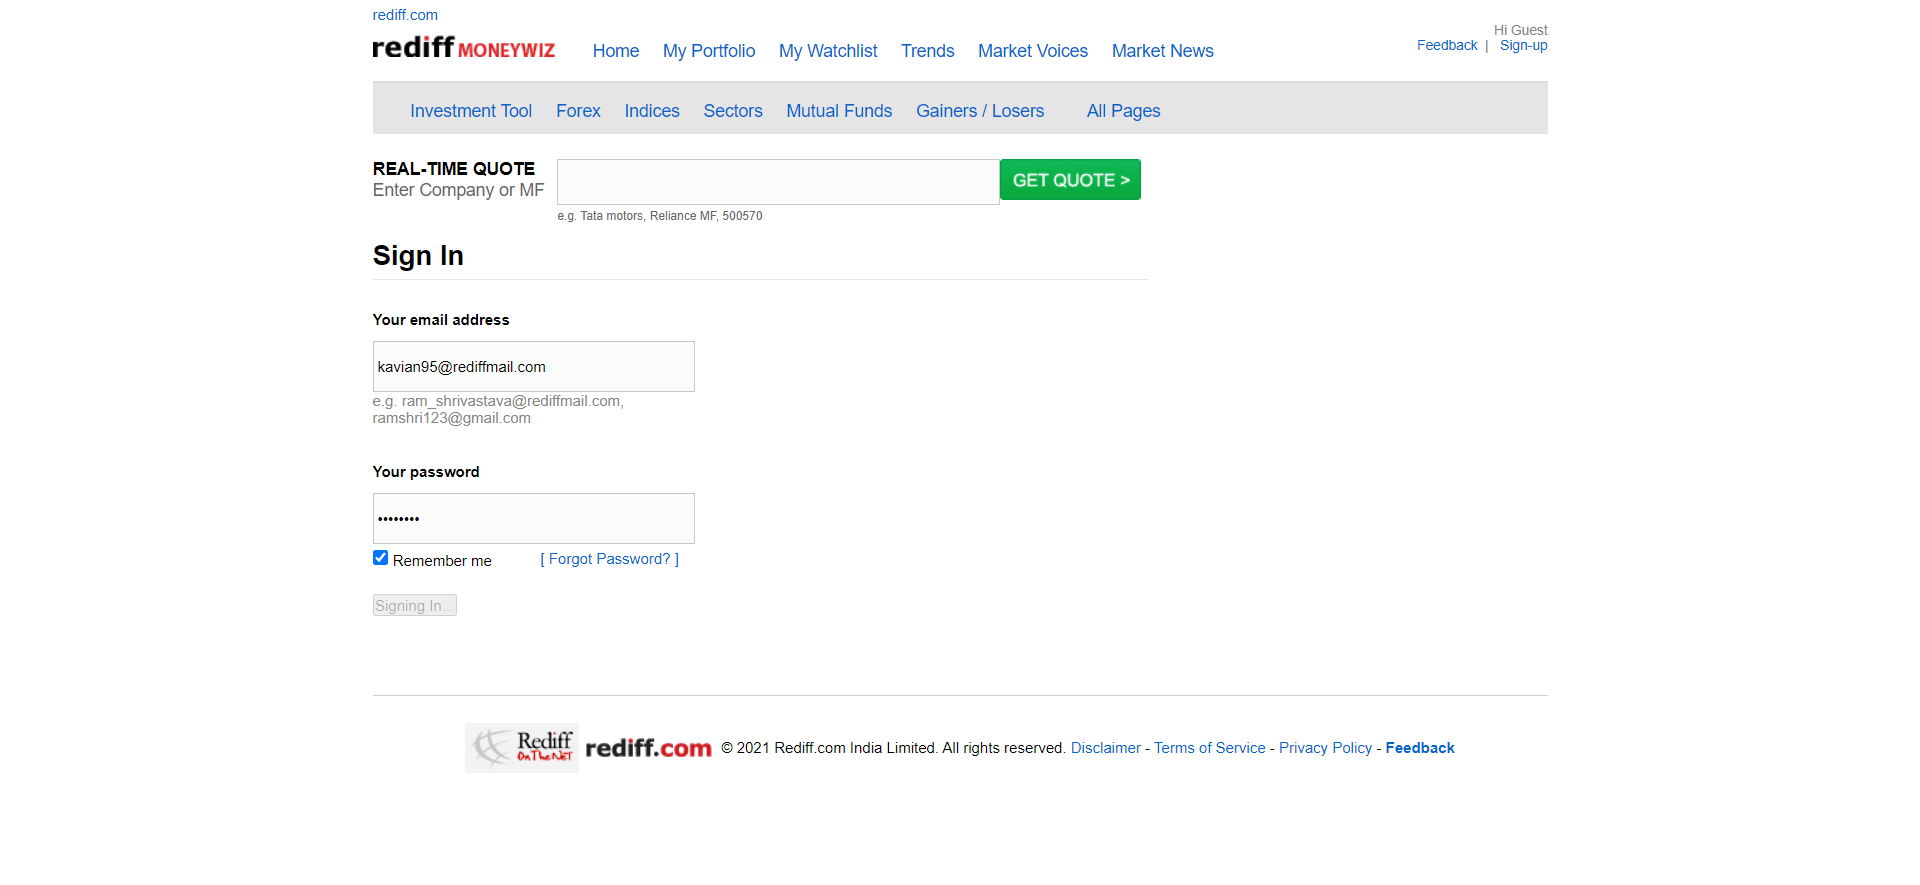 rediff.com
rediff MONEYWIZ
Home My Portfolio My Watchlist Trends Market Voices Market News
Hi Guest
Feedback | Sign-up
Investment Tool Forex Indices Sectors Mutual Funds Gainers / Losers All Pages
REAL-TIME QUOTE
Enter Company or MF
GET QUOTE >
e.g. Tata motors, Reliance MF, 500570
Sign In
Your email address
kavian95@rediffmail.com
e.g. ram_shrivastava@rediffmail.com,
ramshri123@gmail.com
Your password
••••••••
Remember me [ Forgot Password? ]
Signing In...
Rediff
OnTheNet
rediff.com © 2021 Rediff.com India Limited. All rights reserved. Disclaimer - Terms of Service - Privacy Policy - Feedback